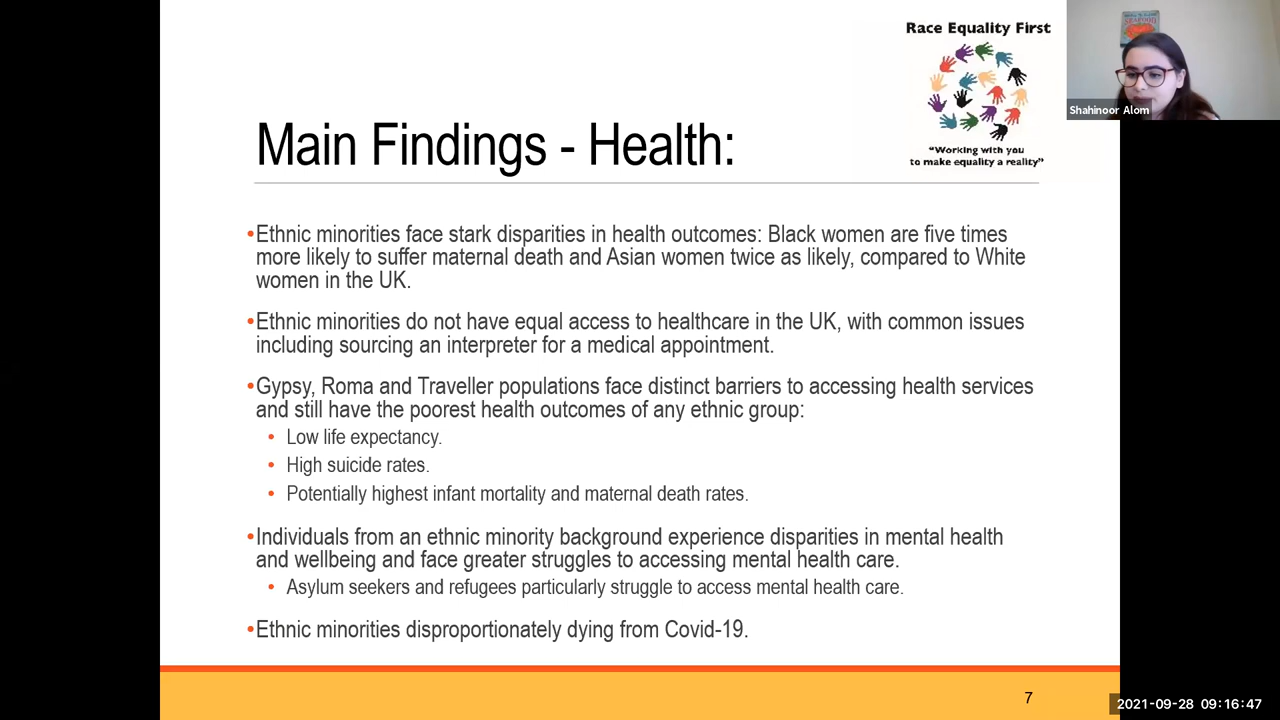 Race Equality First
"Working with you
to make equality a reality"
Shahinoor Alom
Main Findings - Health:
•Ethnic minorities face stark disparities in health outcomes: Black women are five times
more likely to suffer maternal death and Asian women twice as likely, compared to White
women in the UK.
•Ethnic minorities do not have equal access to healthcare in the UK, with common issues
including sourcing an interpreter for a medical appointment.
•Gypsy, Roma and Traveller populations face distinct barriers to accessing health services
and still have the poorest health outcomes of any ethnic group:
• Low life expectancy.
• High suicide rates.
• Potentially highest infant mortality and maternal death rates.
•Individuals from an ethnic minority background experience disparities in mental health
and wellbeing and face greater struggles to accessing mental health care.
• Asylum seekers and refugees particularly struggle to access mental health care.
•Ethnic minorities disproportionately dying from Covid-19.
7
2021-09-28 09:16:47